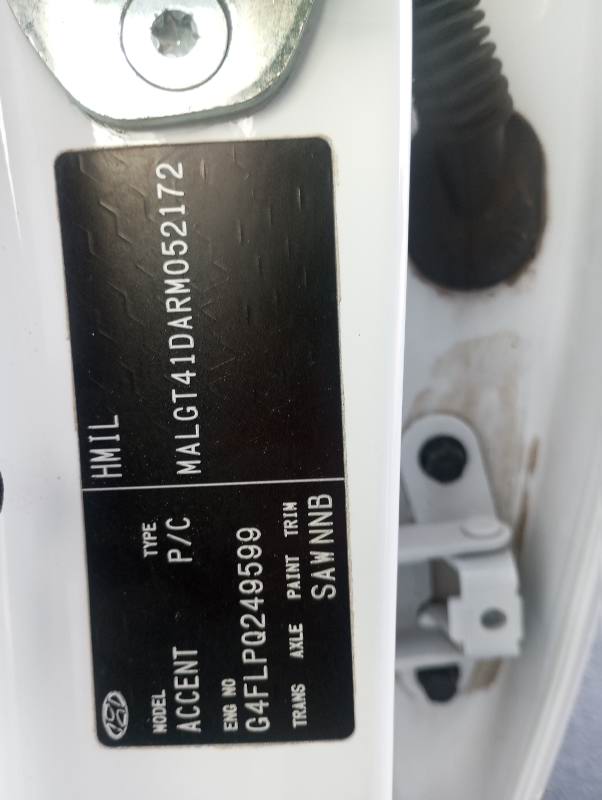 HMIL
MALGT41DARM052172
MODEL TYPE
ACCENT P/C
ENG NO
G4FLPQ249599
TRANS AXLE PAINT TRIM
SAW NNB